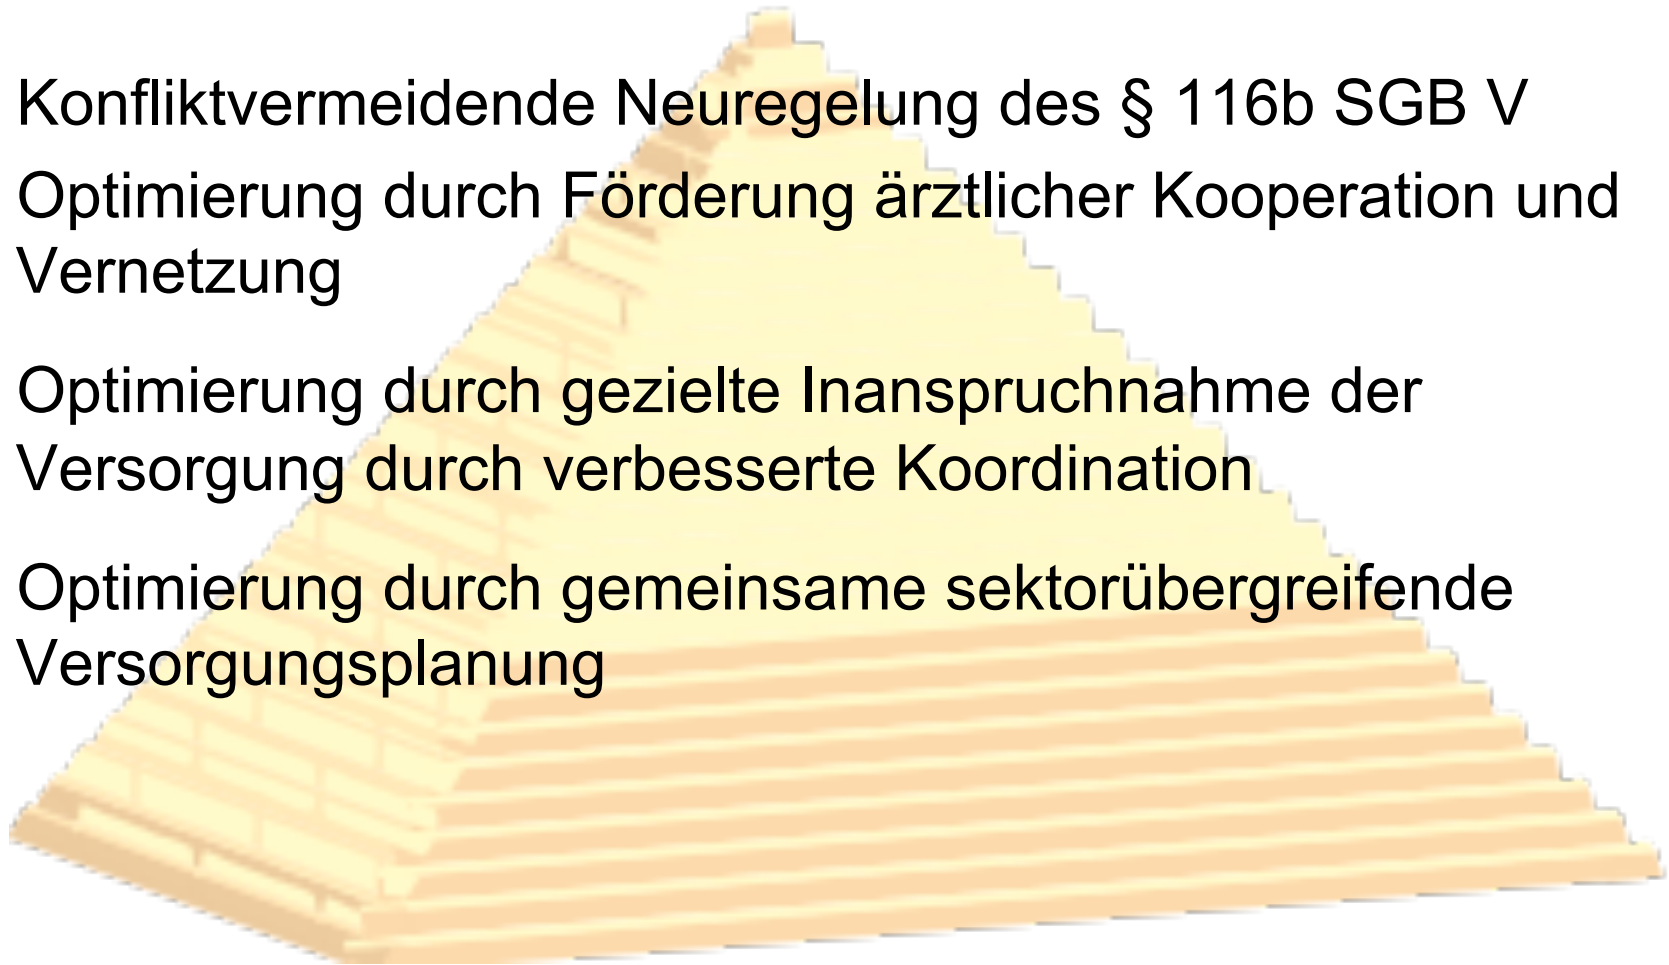 Konfliktvermeidende Neuregelung des § 116b SGB V
Optimierung durch Förderung ärztlicher Kooperation und
Vernetzung
Optimierung durch gezielte Inanspruchnahme der
Versorgung durch verbesserte Koordination
Optimierung durch gemeinsame sektorübergreifende
Versorgungsplanung